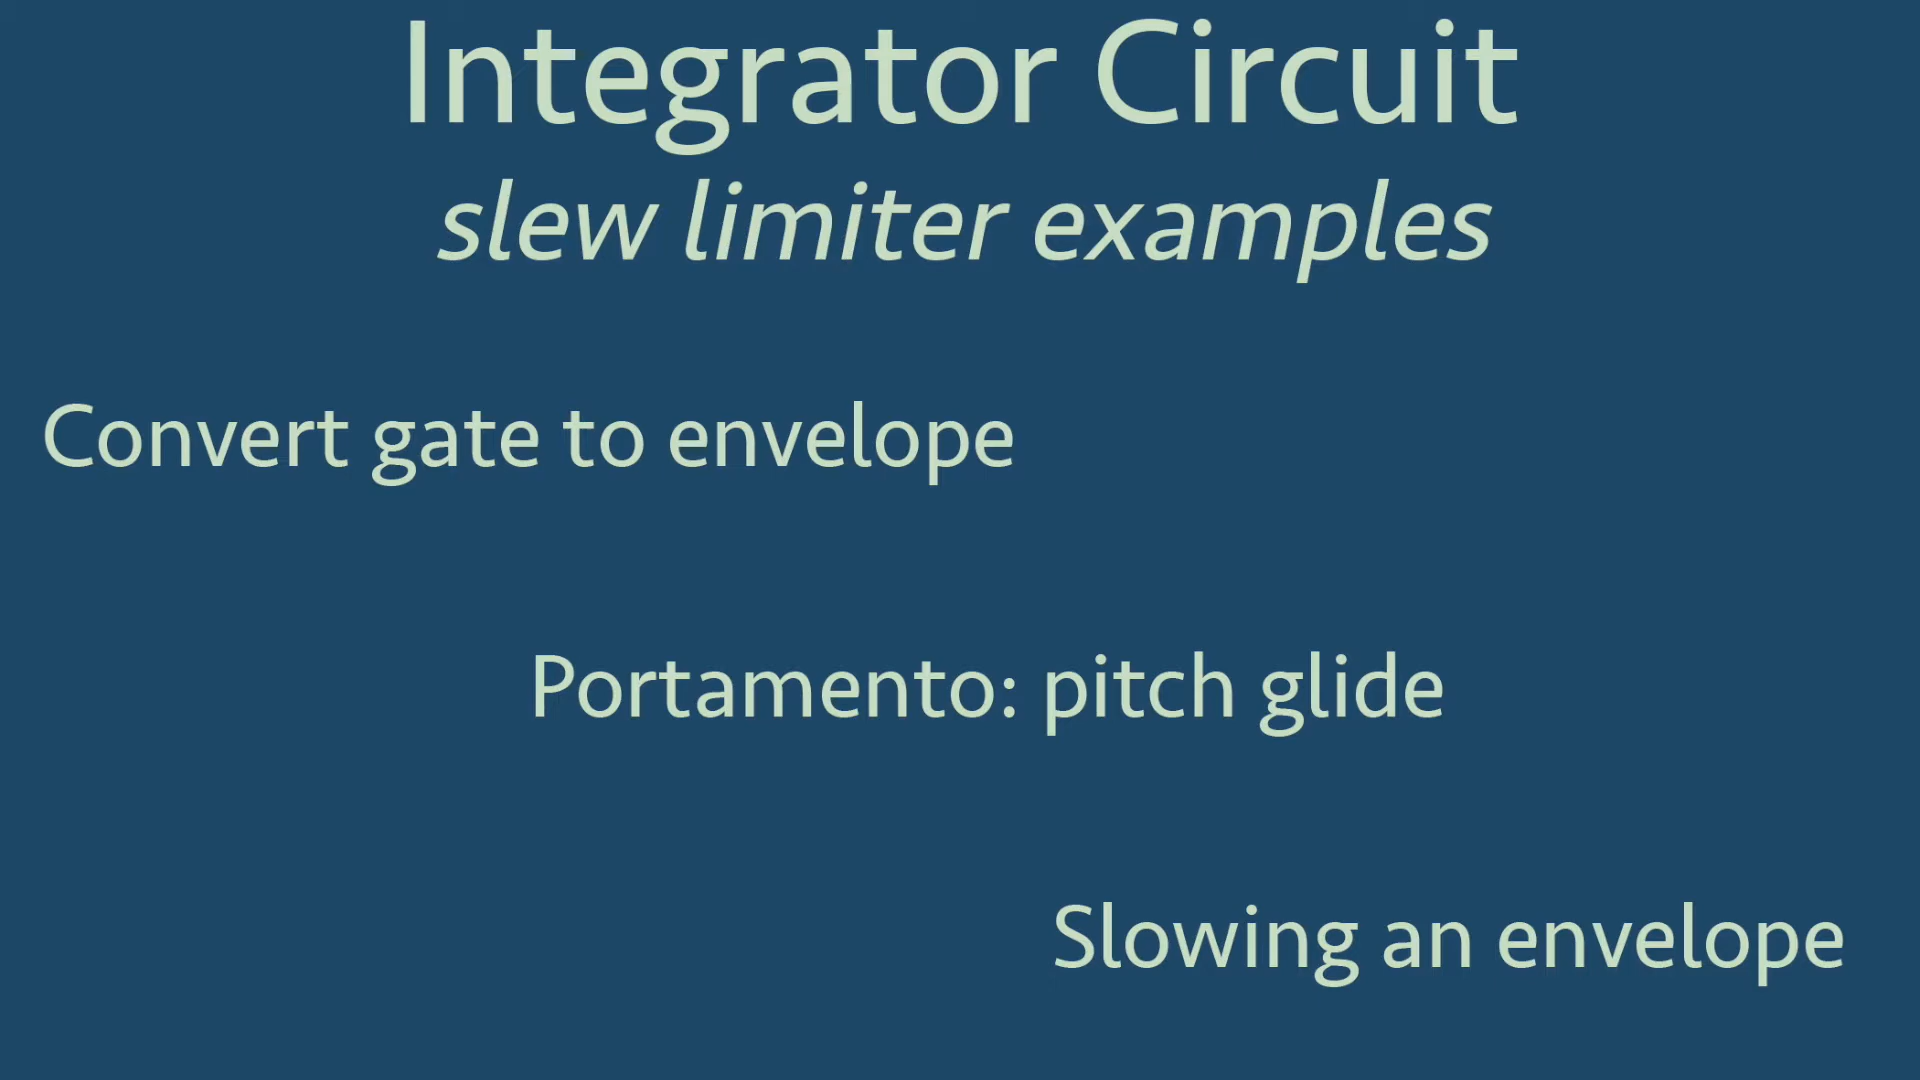 Integrator Circuit
slew limiter examples
Convert gate to envelope
Portamento: pitch glide
Slowing an envelope